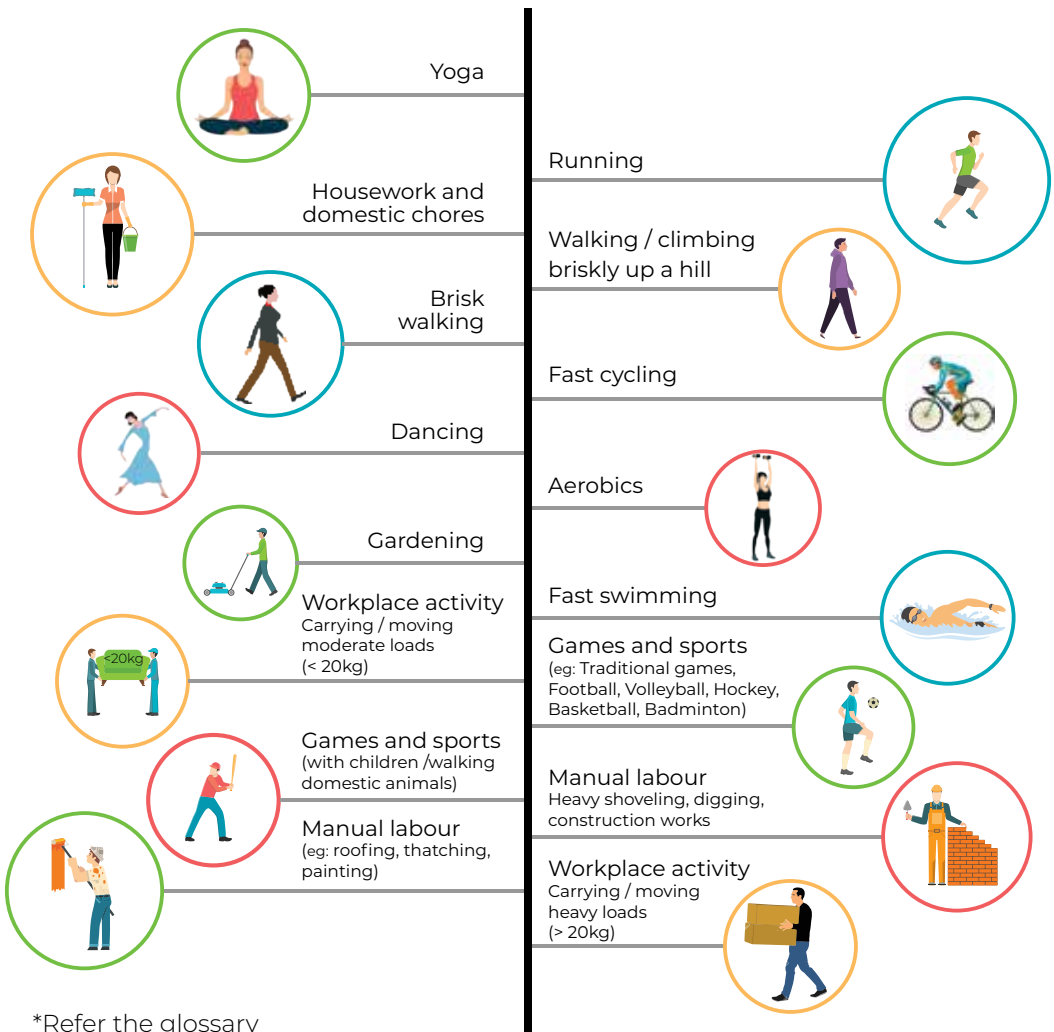 Yoga
Housework and
domestic chores
Brisk
walking
Dancing
Gardening
Workplace activity
Carrying / moving
moderate loads
(< 20kg)
<20kg
Games and sports
(with children /walking
domestic animals)
Manual labour
(eg: roofing, thatching,
painting)
*Refer the glossary
Running
Walking / climbing
briskly up a hill
Fast cycling
Aerobics
Fast swimming
Games and sports
(eg: Traditional games,
Football, Volleyball, Hockey,
Basketball, Badminton)
Manual labour
Heavy shoveling, digging,
construction works
Workplace activity
Carrying / moving
heavy loads
(> 20kg)